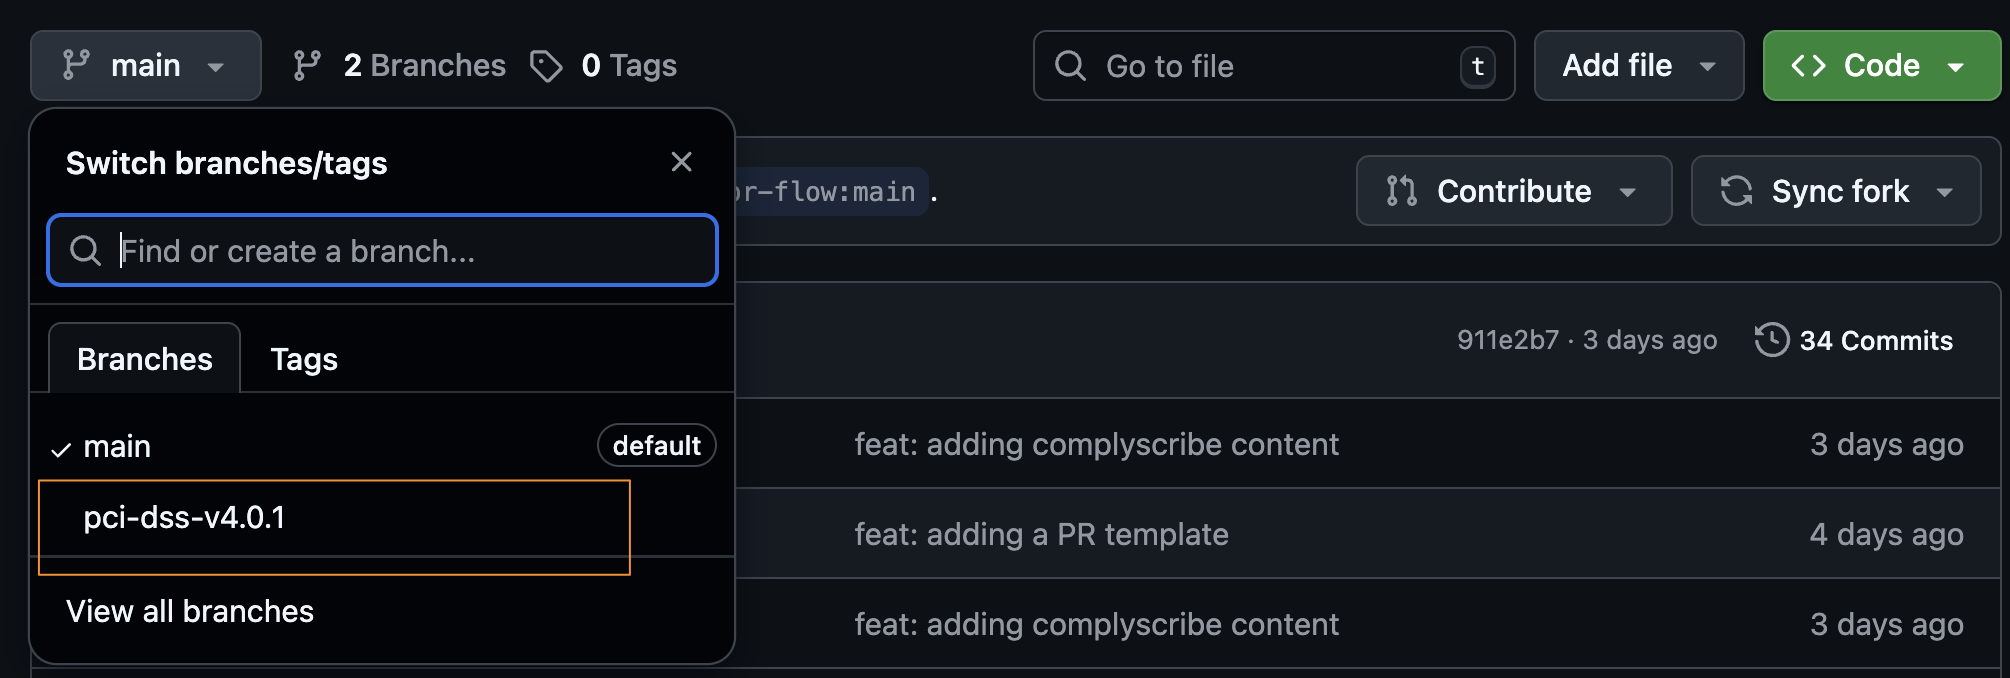 main
2 Branches
0 Tags
Go to file
t
Add file
Code
Switch branches/tags
Find or create a branch...
r-flow:main.
Contribute
Sync fork
Branches
Tags
911e2b7 · 3 days ago
34 Commits
main
default
feat: adding complyscribe content
3 days ago
pci-dss-v4.0.1
feat: adding a PR template
4 days ago
View all branches
feat: adding complyscribe content
3 days ago